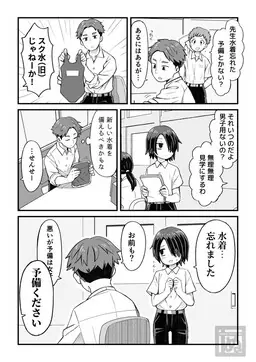 先生水着忘れた
予備とかない？
あるにはあるが…
スク水(旧)
じゃねーか！
それいつのだよ
男子用ないの？
無理無理
見学にするわ
新しい水着を
備えるべきかもな
…せんせー
水着…
忘れました
お前も？
悪いが予備は女子
予備ください